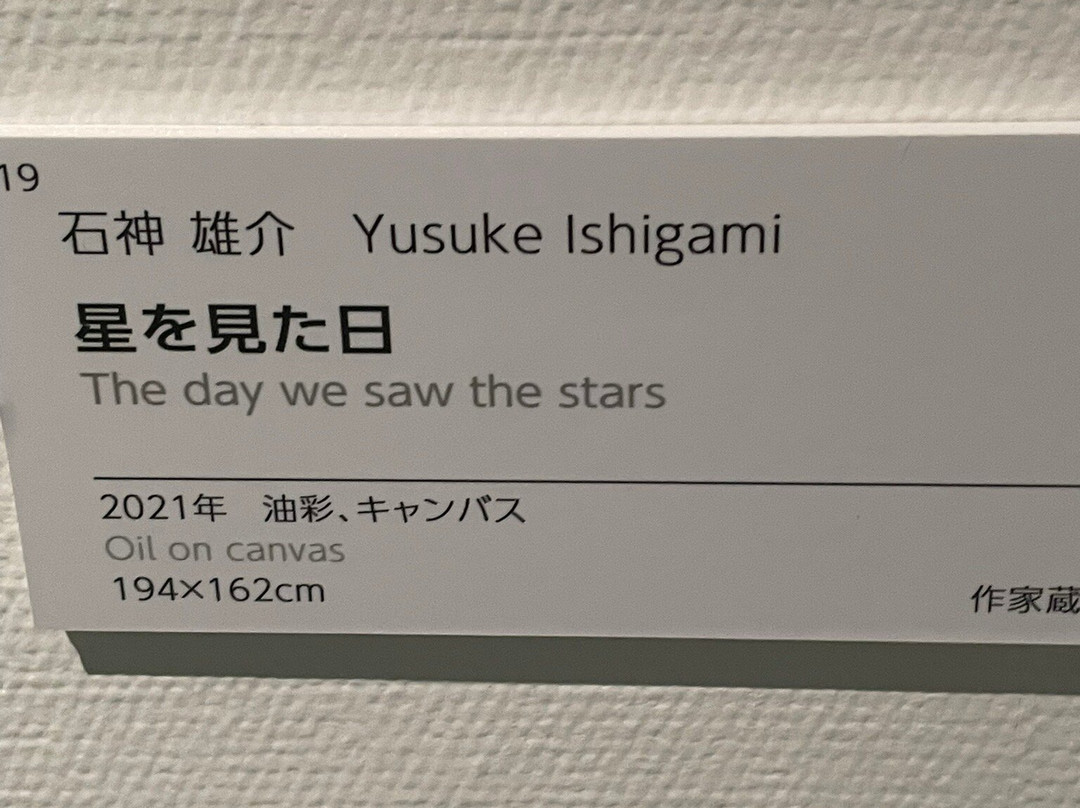 19
石神 雄介　Yusuke Ishigami
星を見た日
The day we saw the stars
2021年　油彩、キャンバス
Oil on canvas
194×162cm
作家蔵